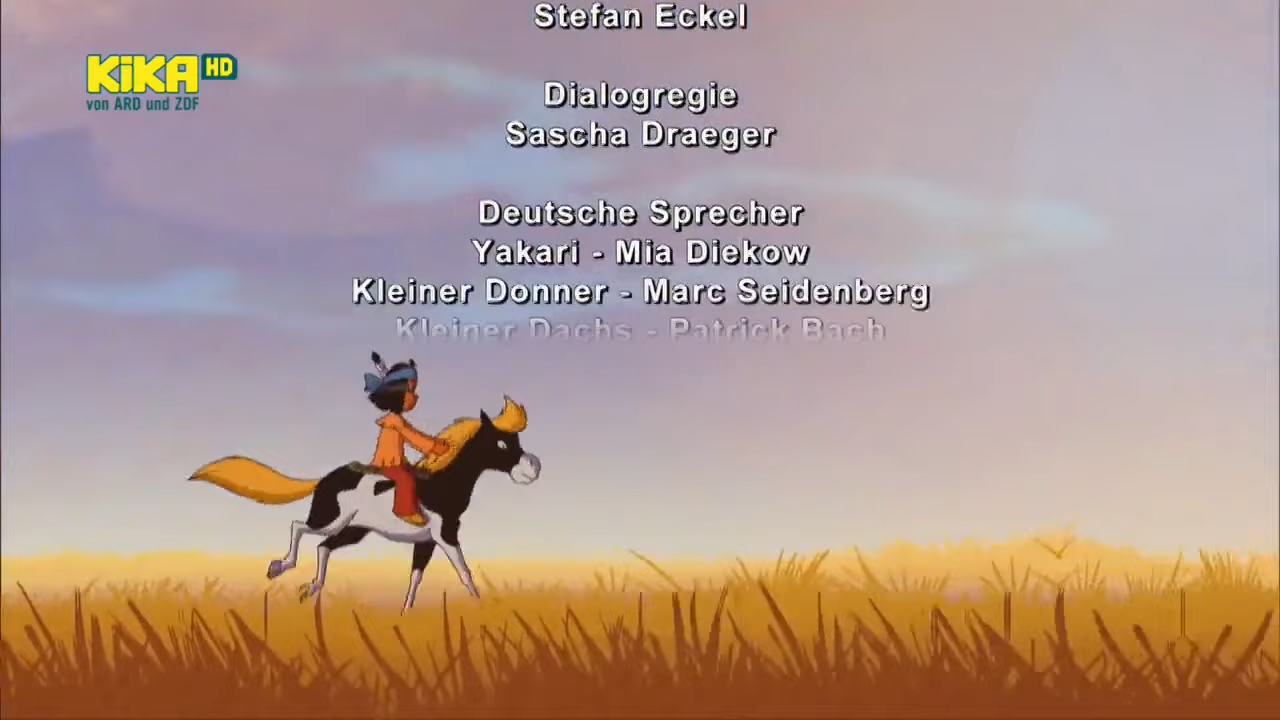 Stefan Eckel
KiKA HD
von ARD und ZDF
Dialogregie
Sascha Draeger
Deutsche Sprecher
Yakari - Mia Diekow
Kleiner Donner - Marc Seidenberg
Kleiner Dachs - Patrick Bach